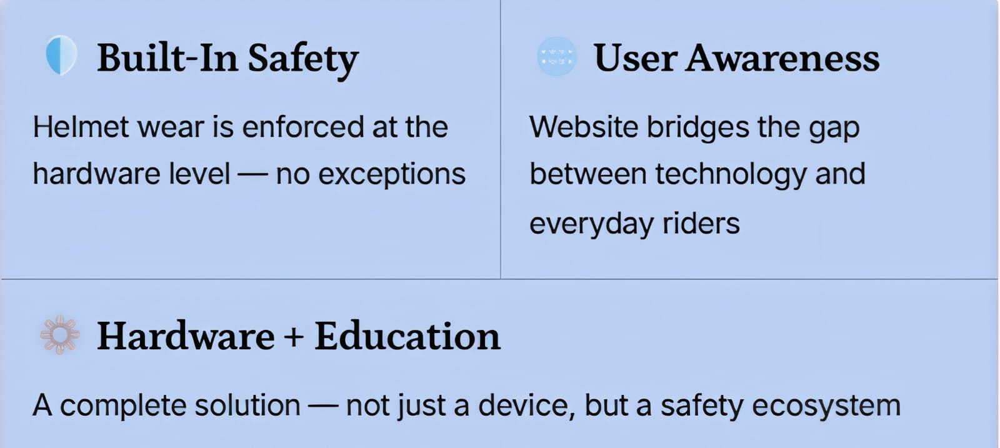 Built-In Safety
Helmet wear is enforced at the
hardware level — no exceptions
User Awareness
Website bridges the gap
between technology and
everyday riders
Hardware + Education
A complete solution — not just a device, but a safety ecosystem